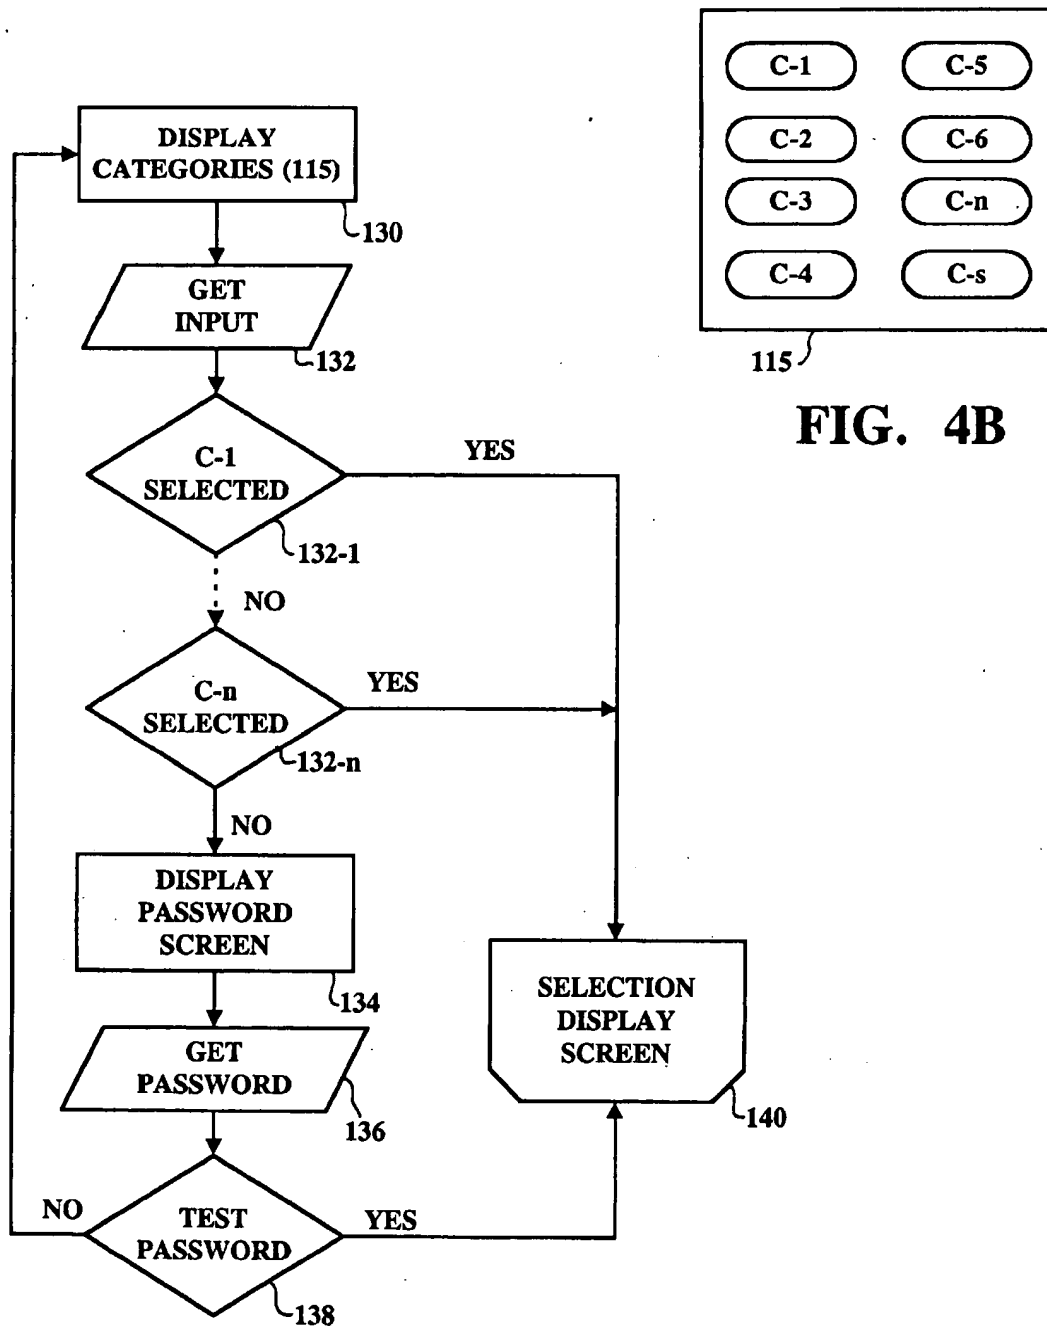 DISPLAY
CATEGORIES (115)
130
GET
INPUT
132
C-1
SELECTED
YES
132-1
NO
C-n
SELECTED
YES
132-n
NO
DISPLAY
PASSWORD
SCREEN
134
GET
PASSWORD
136
TEST
PASSWORD
NO
YES
138
SELECTION
DISPLAY
SCREEN
140
C-1
C-5
C-2
C-6
C-3
C-n
C-4
C-s
115
FIG. 4B